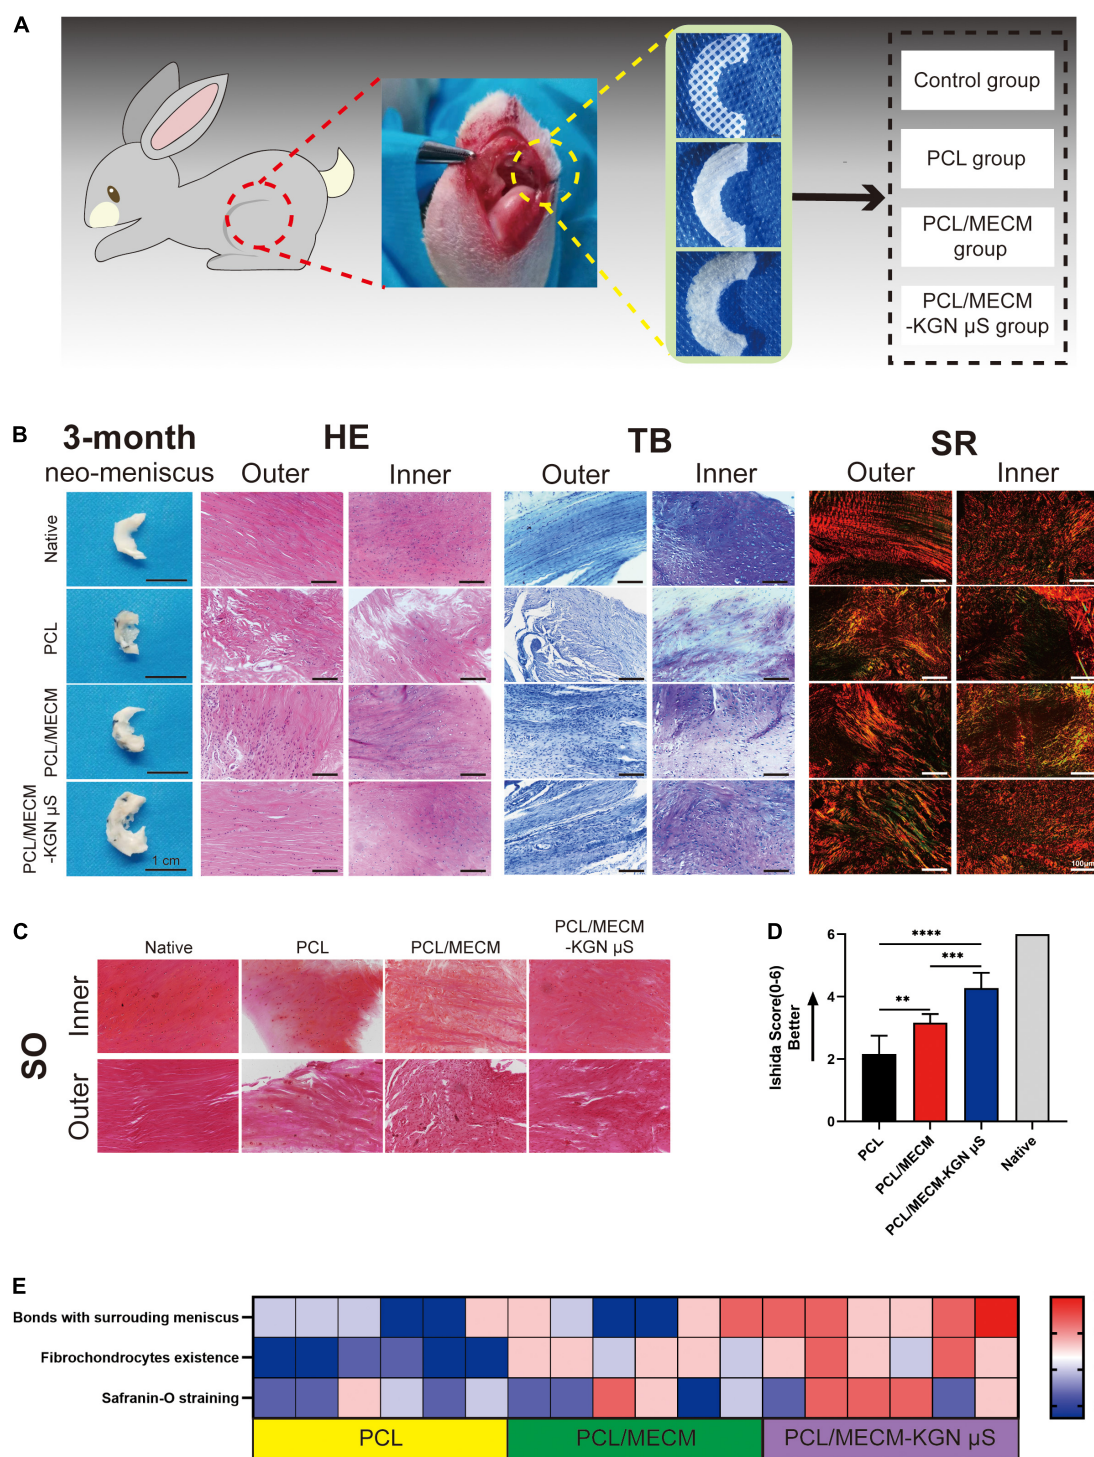 A
Control group
PCL group
PCL/MECM
group
PCL/MECM
-KGN µS group
B
3-month
neo-meniscus
HE
Outer
Inner
TB
Outer
Inner
SR
Outer
Inner
Native
PCL
PCL/MECM
PCL/MECM
-KGN µS
1 cm
100µm
C
Native
PCL
PCL/MECM
PCL/MECM
-KGN µS
SO
Inner
Outer
D
Ishida Score(0-6)
Better
6
4
2
0
****
***
**
PCL
PCL/MECM
PCL/MECM-KGN µS
Native
E
Bonds with surrouding meniscus
Fibrochondrocytes existence
Safranin-O straining
PCL
PCL/MECM
PCL/MECM-KGN µS